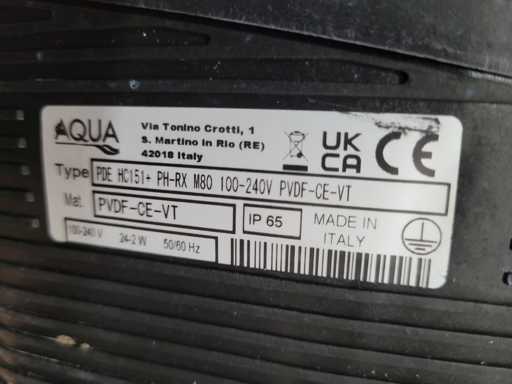 AQUA
Via Tonino Crotti, 1
S. Martino in Rio (RE)
42018 Italy
UK
CA
CE
Type PDE HC151+ PH-RX M80 100-240V PVDF-CE-VT
Mat. PVDF-CE-VT
IP 65
MADE IN
ITALY
100-240 V 24-2 W 50/60 Hz